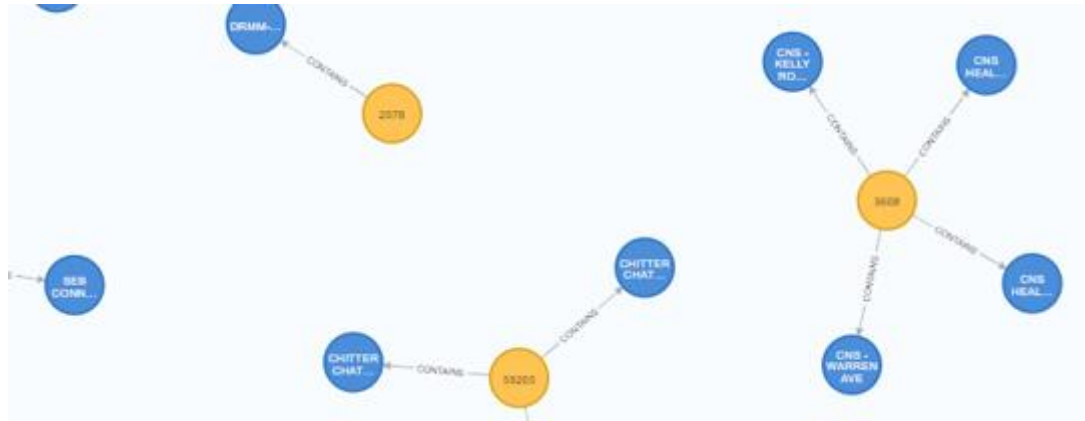 DRMM-...
CONTAINS
2078
CNS -
KELLY
RO...
CNS
HEAL...
CONTAINS
CONTAINS
3608
CONTAINS
CNS
HEAL...
CONTAINS
CNS -
WARREN
AVE
SEB
CONN...
CHITTER
CHAT...
CONTAINS
CHITTER
CHAT...
CONTAINS
55203